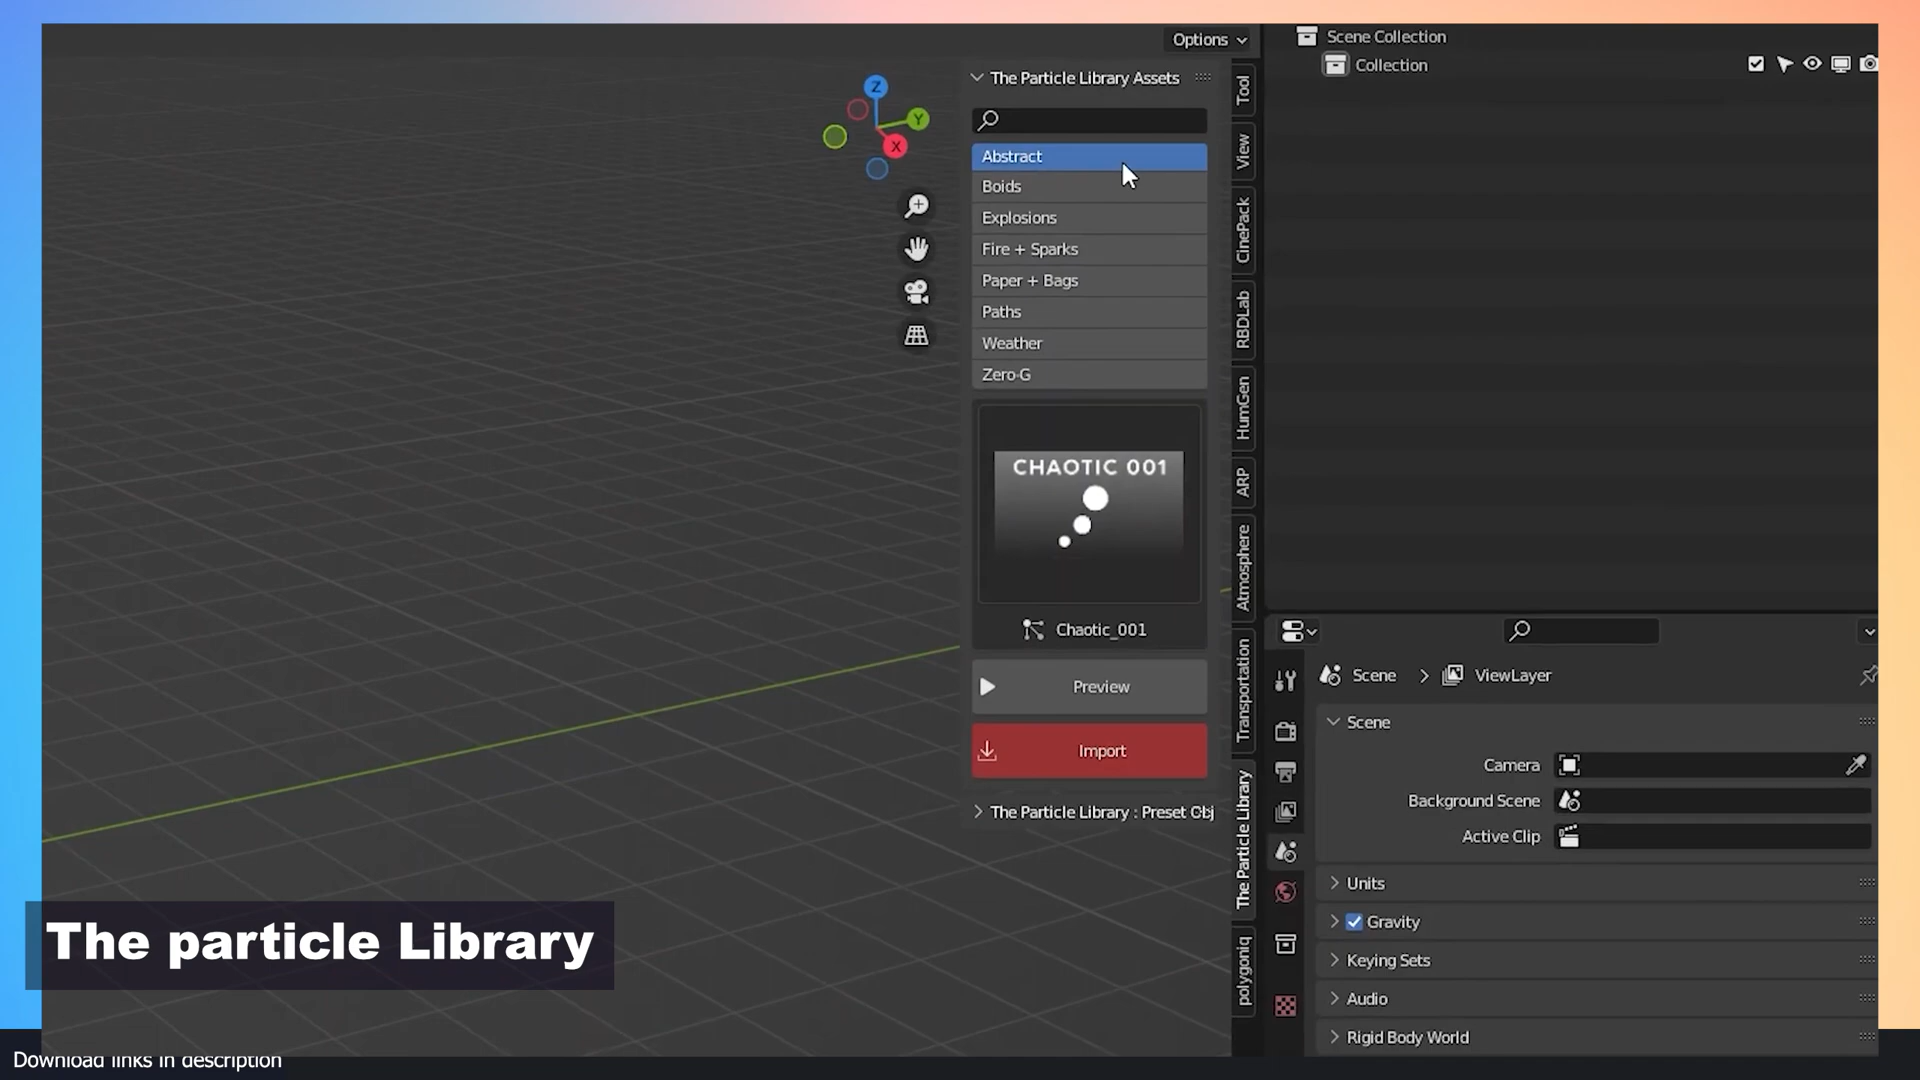 Options
Scene Collection
Collection
The Particle Library Assets
Abstract
Boids
Explosions
Fire + Sparks
Paper + Bags
Paths
Weather
Zero-G
CHAOTIC 001
Chaotic_001
Preview
Import
The Particle Library : Preset Obj
Z
Y
X
Tool
View
CinePack
RBDLab
HumGen
ARP
Atmosphere
Transportation
The Particle Library
polygoniq
Scene
ViewLayer
Scene
Camera
Background Scene
Active Clip
Units
Gravity
Keying Sets
Audio
Rigid Body World
The particle Library
Download links in description